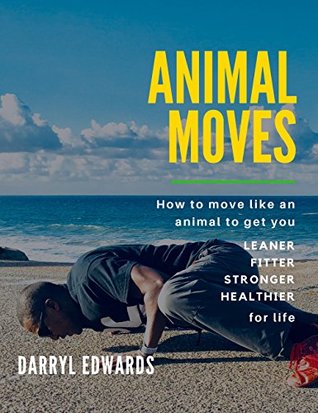 ANIMAL
MOVES
How to move like an
animal to get you
LEANER
FITTER
STRONGER
HEALTHIER
for life
DARRYL EDWARDS